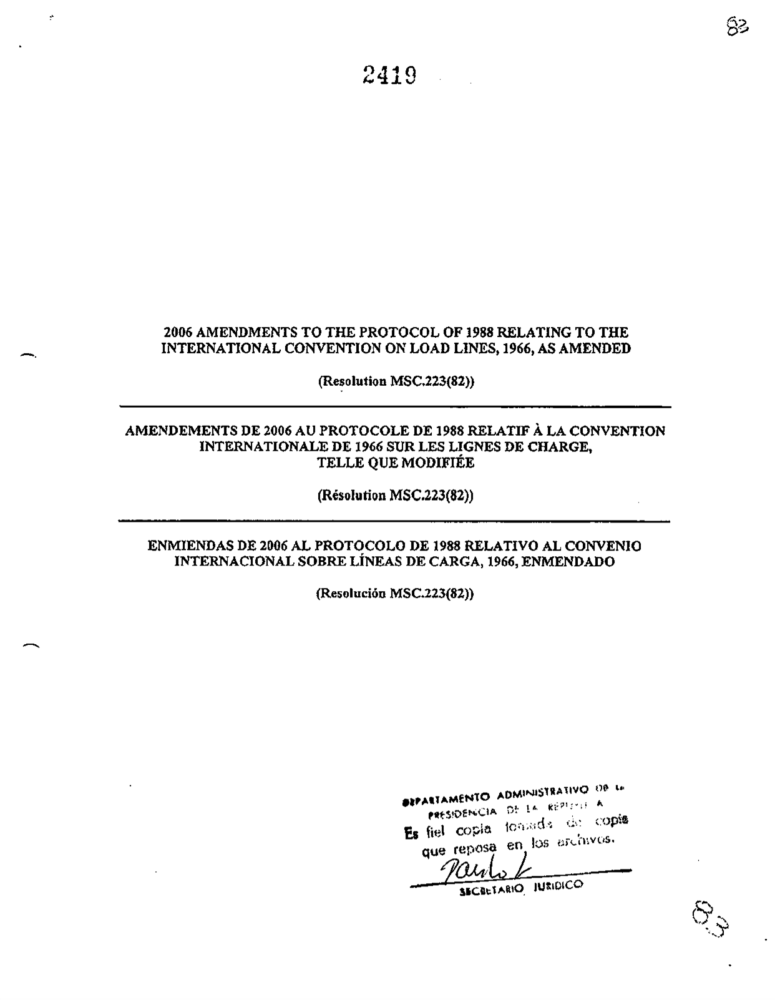 83
2419
2006 AMENDMENTS TO THE PROTOCOL OF 1988 RELATING TO THE
INTERNATIONAL CONVENTION ON LOAD LINES, 1966, AS AMENDED
(Resolution MSC.223(82))
AMENDEMENTS DE 2006 AU PROTOCOLE DE 1988 RELATIF À LA CONVENTION
INTERNATIONALE DE 1966 SUR LES LIGNES DE CHARGE,
TELLE QUE MODIFIÉE
(Résolution MSC.223(82))
ENMIENDAS DE 2006 AL PROTOCOLO DE 1988 RELATIVO AL CONVENIO
INTERNACIONAL SOBRE LÍNEAS DE CARGA, 1966, ENMENDADO
(Resolución MSC.223(82))
DEPARTAMENTO ADMINISTRATIVO DE LA
PRESIDENCIA DE LA
Es fiel copia tomada de copia
que reposa en los archivos.
SECRETARIO JURIDICO
83